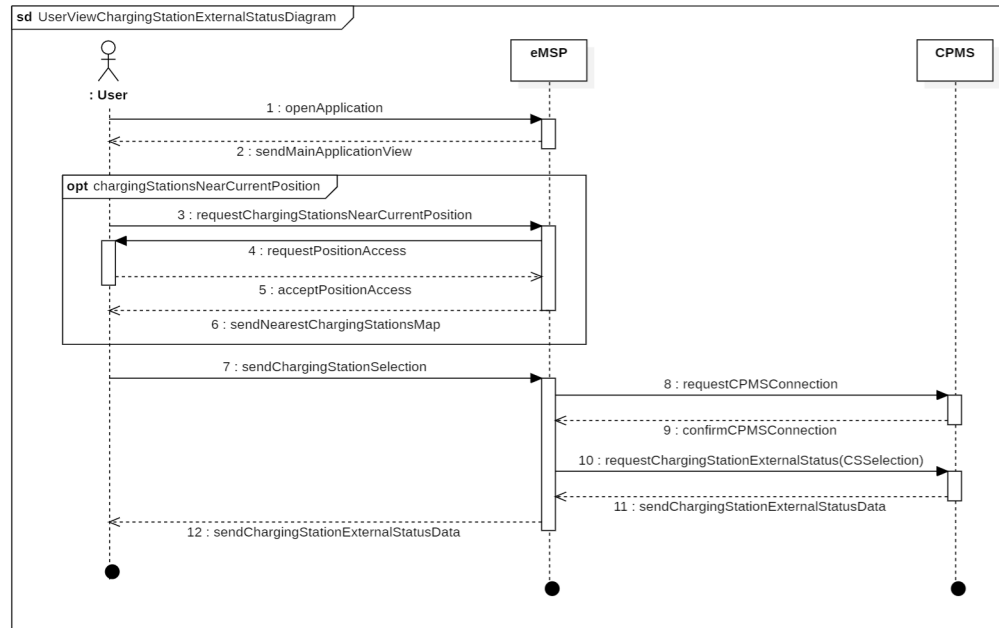 sd UserViewChargingStationExternalStatusDiagram
eMSP
CPMS
: User
1 : openApplication
2 : sendMainApplicationView
opt chargingStationsNearCurrentPosition
3 : requestChargingStationsNearCurrentPosition
4 : requestPositionAccess
5 : acceptPositionAccess
6 : sendNearestChargingStationsMap
7 : sendChargingStationSelection
8 : requestCPMSConnection
9 : confirmCPMSConnection
10 : requestChargingStationExternalStatus(CSSelection)
11 : sendChargingStationExternalStatusData
12 : sendChargingStationExternalStatusData